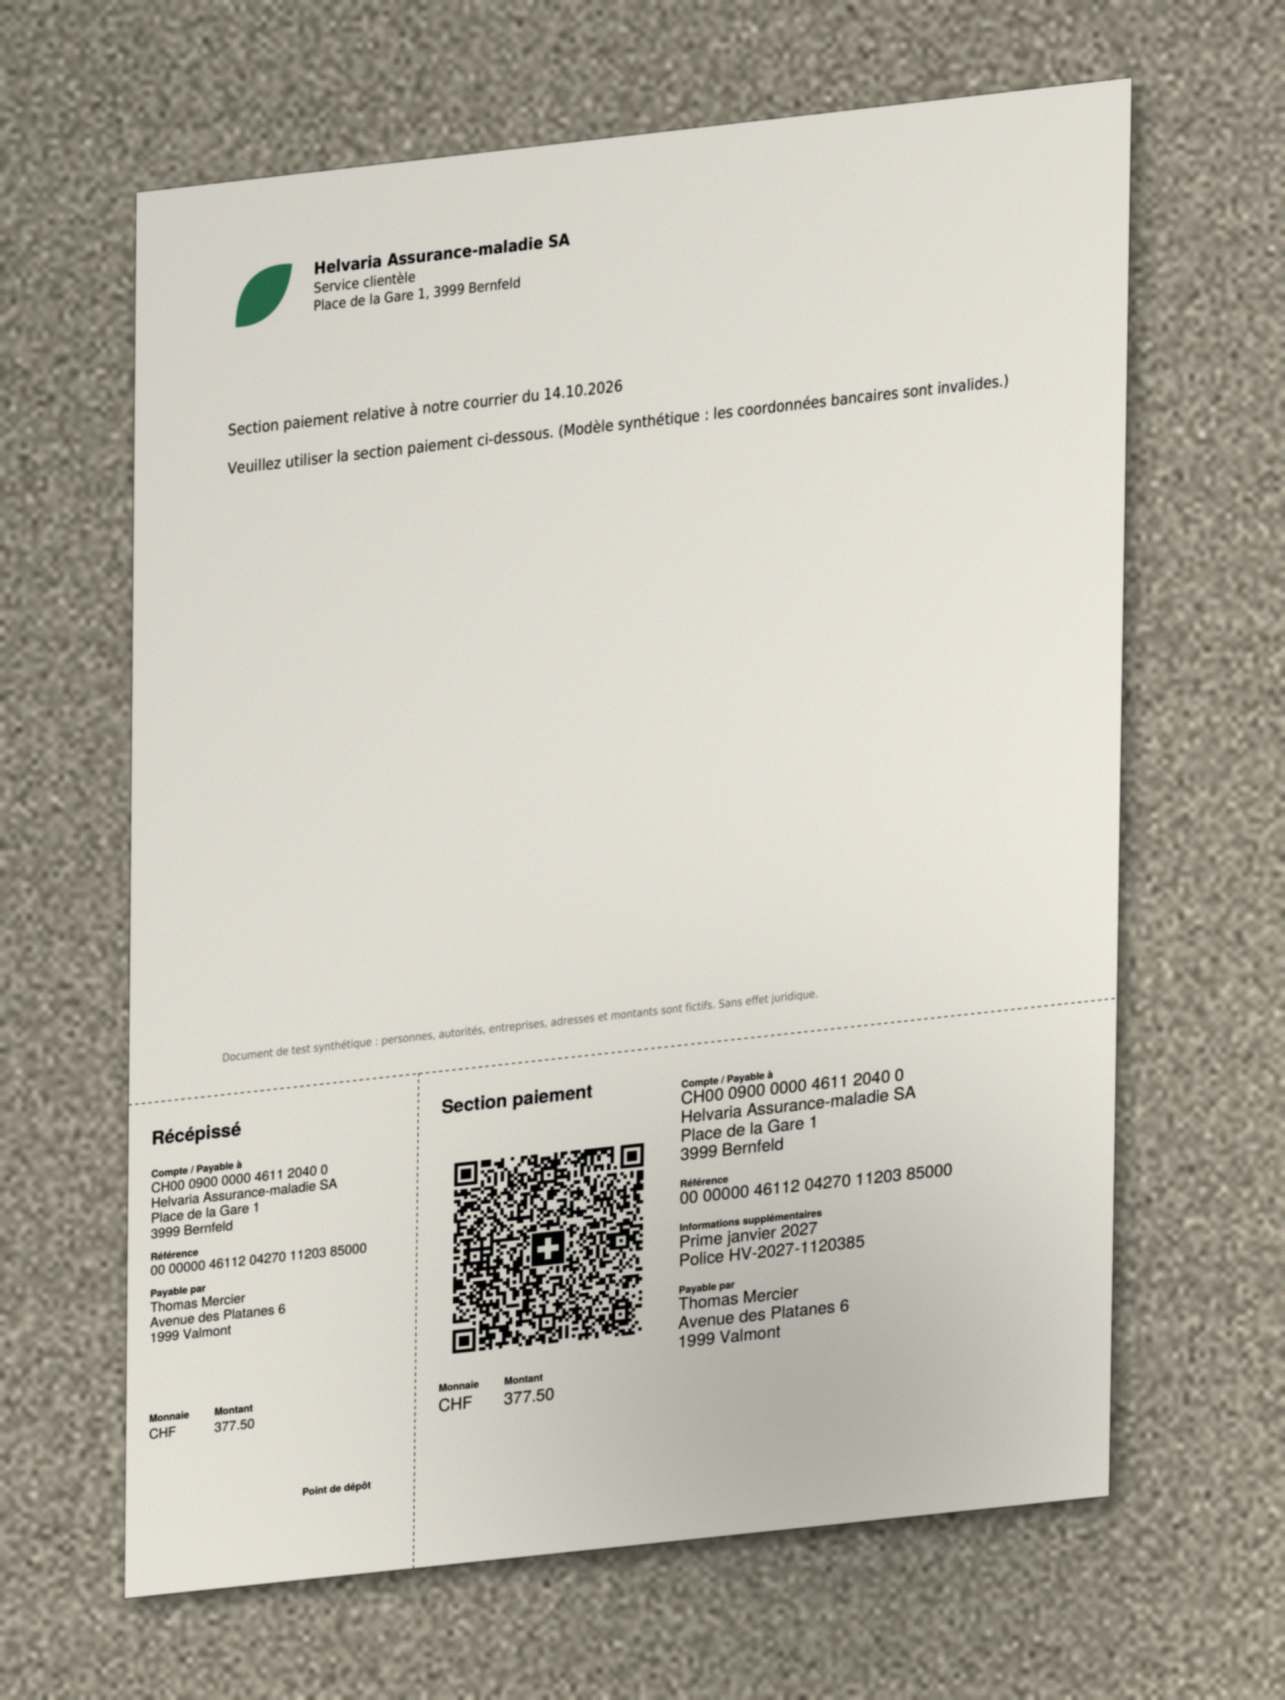 Helvaria Assurance-maladie SA
Service clientèle
Place de la Gare 1, 3999 Bernfeld
Section paiement relative à notre courrier du 14.10.2026
Veuillez utiliser la section paiement ci-dessous. (Modèle synthétique : les coordonnées bancaires sont invalides.)
Document de test synthétique : personnes, autorités, entreprises, adresses et montants sont fictifs. Sans effet juridique.
Récépissé
Compte / Payable à
CH00 0900 0000 4611 2040 0
Helvaria Assurance-maladie SA
Place de la Gare 1
3999 Bernfeld
Référence
00 00000 46112 04270 11203 85000
Payable par
Thomas Mercier
Avenue des Platanes 6
1999 Valmont
Monnaie Montant
CHF 377.50
Point de dépôt
Section paiement
Monnaie Montant
CHF 377.50
Compte / Payable à
CH00 0900 0000 4611 2040 0
Helvaria Assurance-maladie SA
Place de la Gare 1
3999 Bernfeld
Référence
00 00000 46112 04270 11203 85000
Informations supplémentaires
Prime janvier 2027
Police HV-2027-1120385
Payable par
Thomas Mercier
Avenue des Platanes 6
1999 Valmont